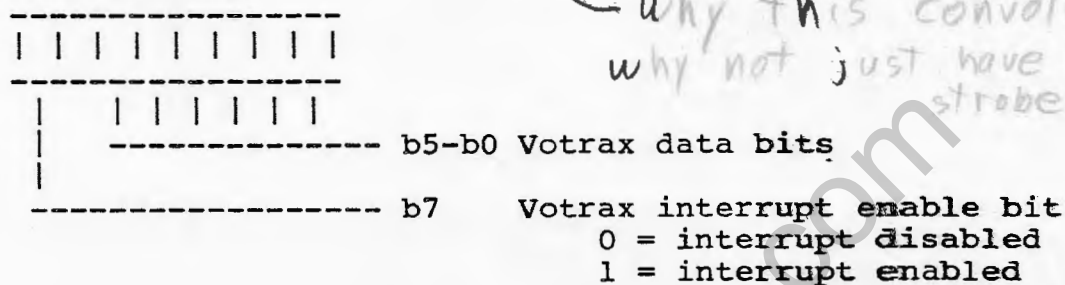 why this convol
why not just have
strobe
b5-b0 Votrax data bits
b7 Votrax interrupt enable bit
0 = interrupt disabled
1 = interrupt enabled
com